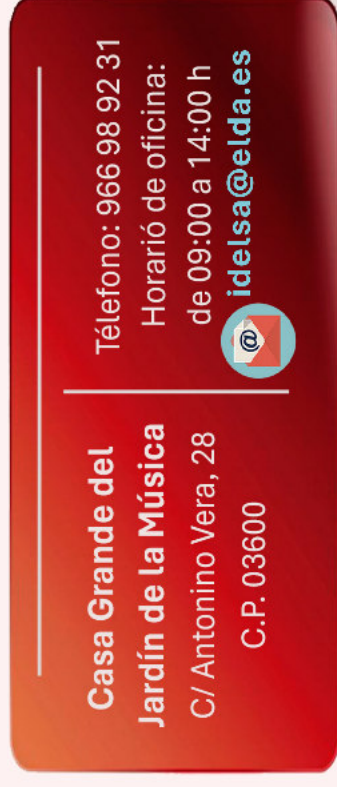 Casa Grande del
Jardín de la Música
C/ Antonino Vera, 28
C.P. 03600
Télefono: 966 98 92 31
Horarió de oficina:
de 09:00 a 14:00 h
@
idelsa@elda.es